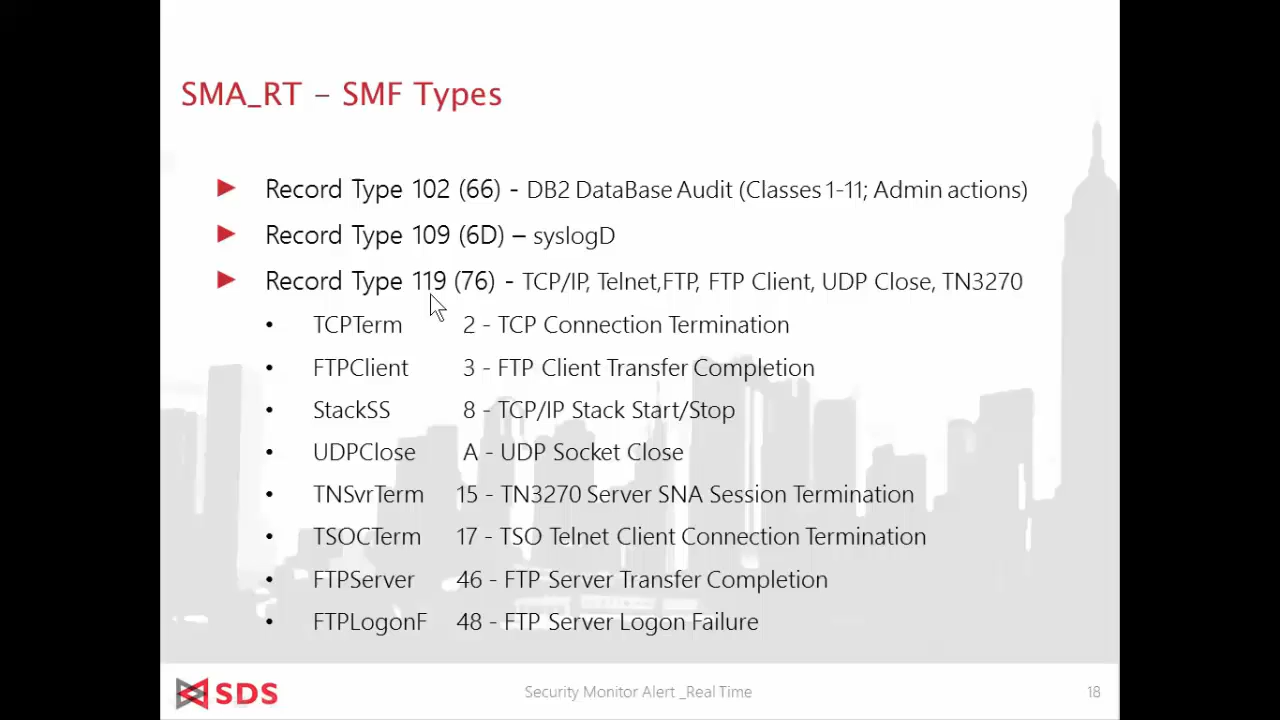 SMA_RT – SMF Types
► Record Type 102 (66) - DB2 DataBase Audit (Classes 1-11; Admin actions)
► Record Type 109 (6D) – syslogD
► Record Type 119 (76) - TCP/IP, Telnet,FTP, FTP Client, UDP Close, TN3270
• TCPTerm 2 - TCP Connection Termination
• FTPClient 3 - FTP Client Transfer Completion
• StackSS 8 - TCP/IP Stack Start/Stop
• UDPClose A - UDP Socket Close
• TNSvrTerm 15 - TN3270 Server SNA Session Termination
• TSOCTerm 17 - TSO Telnet Client Connection Termination
• FTPServer 46 - FTP Server Transfer Completion
• FTPLogonF 48 - FTP Server Logon Failure
SDS Security Monitor Alert _Real Time 18